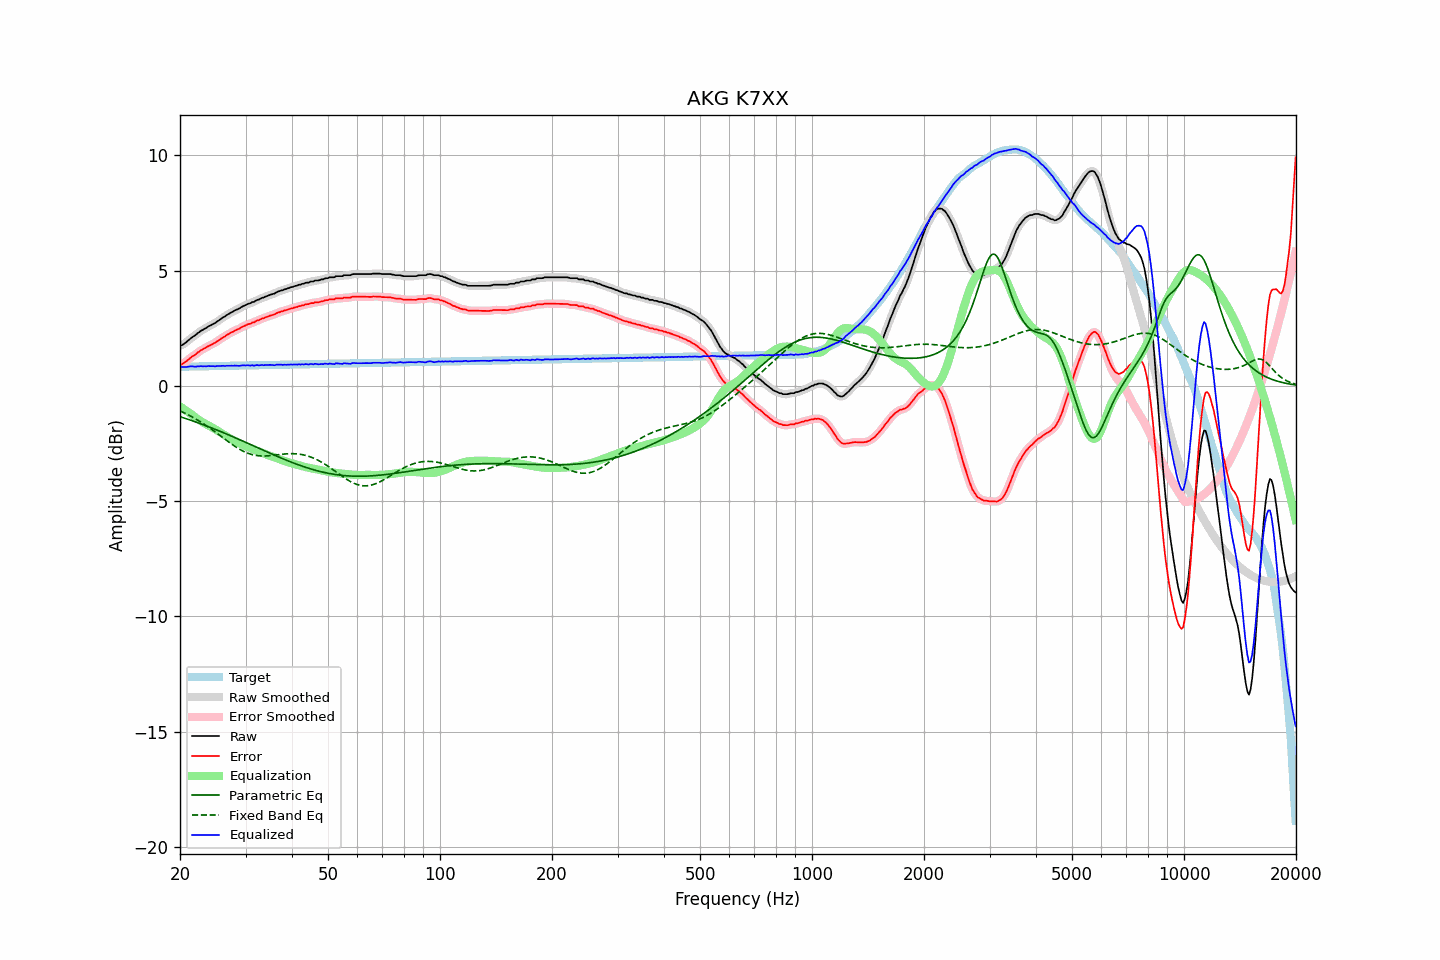 AKG K7XX
Amplitude (dBr)
10
5
0
−5
−10
−15
−20
Target
Raw Smoothed
Error Smoothed
Raw
Error
Equalization
Parametric Eq
Fixed Band Eq
Equalized
20 50 100 200 500 1000 2000 5000 10000 20000
Frequency (Hz)